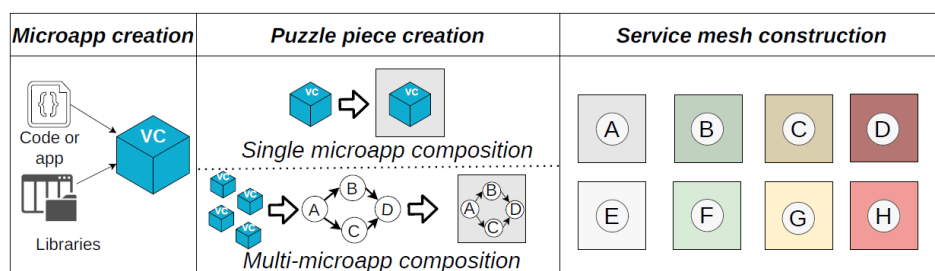 Microapp creation
Puzzle piece creation
Service mesh construction
{}
Code or
app
VC
Libraries
VC
VC
Single microapp composition
VC
VC
VC
VC
A
B
C
D
A
B
C
D
Multi-microapp composition
A
B
C
D
E
F
G
H